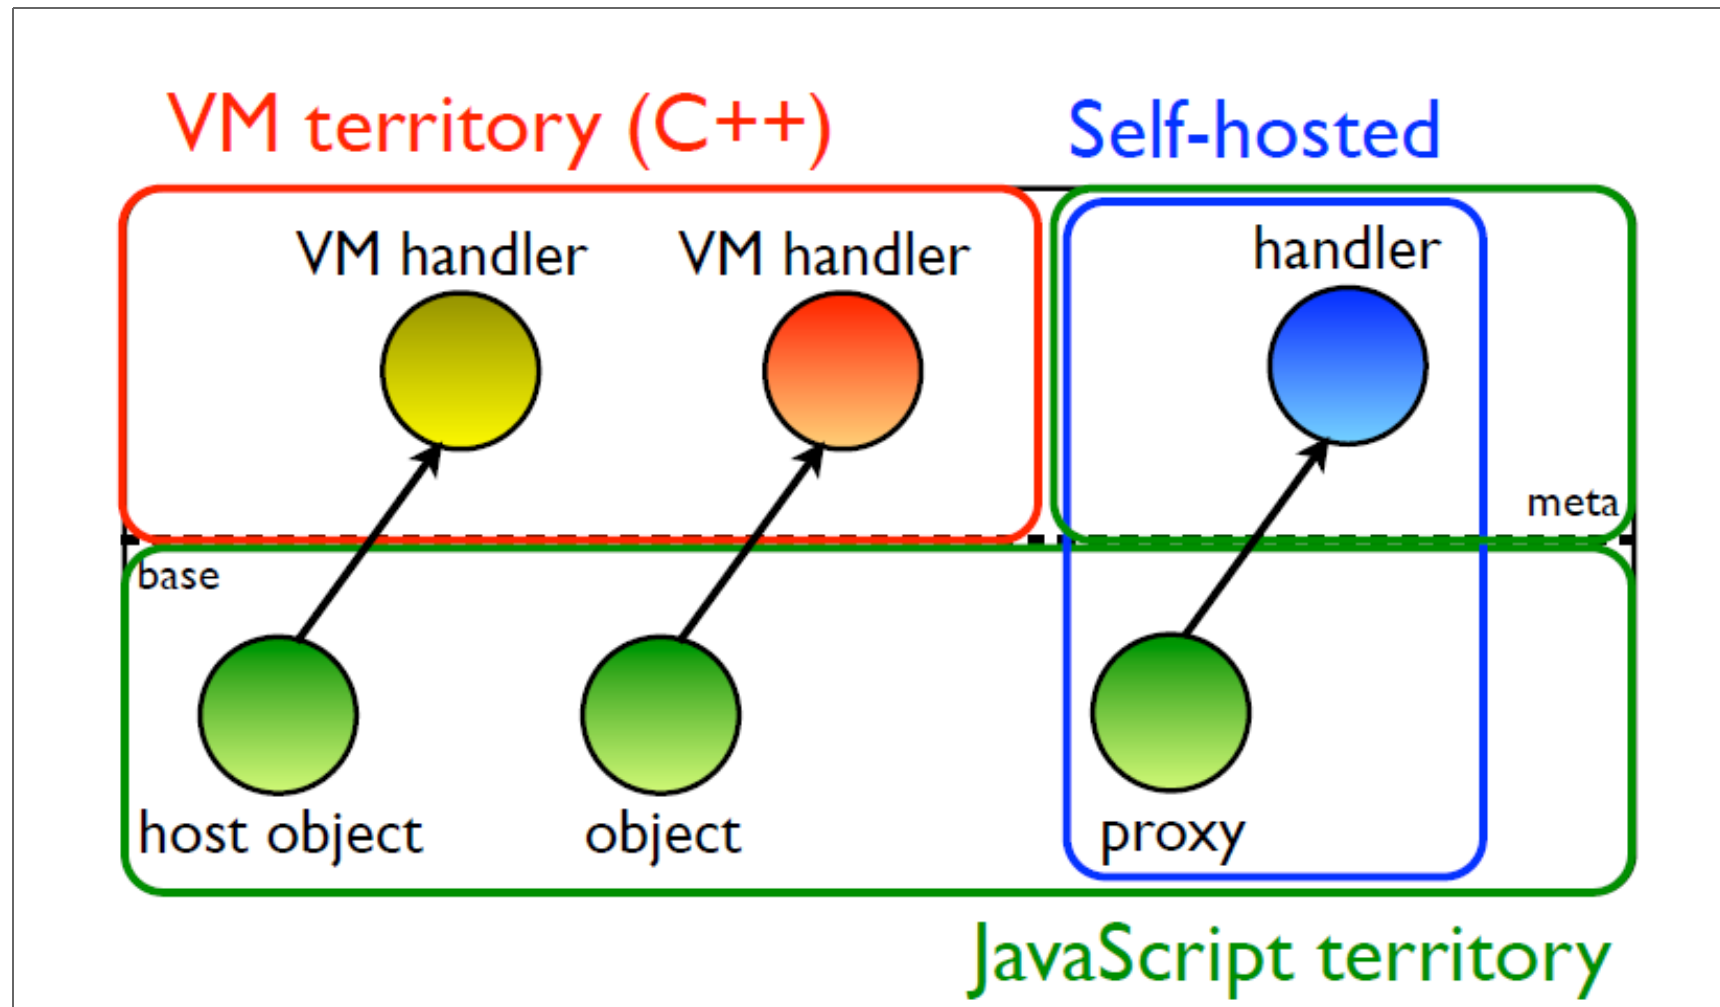 VM territory (C++)
Self-hosted
VM handler
VM handler
handler
meta
base
host object
object
proxy
JavaScript territory